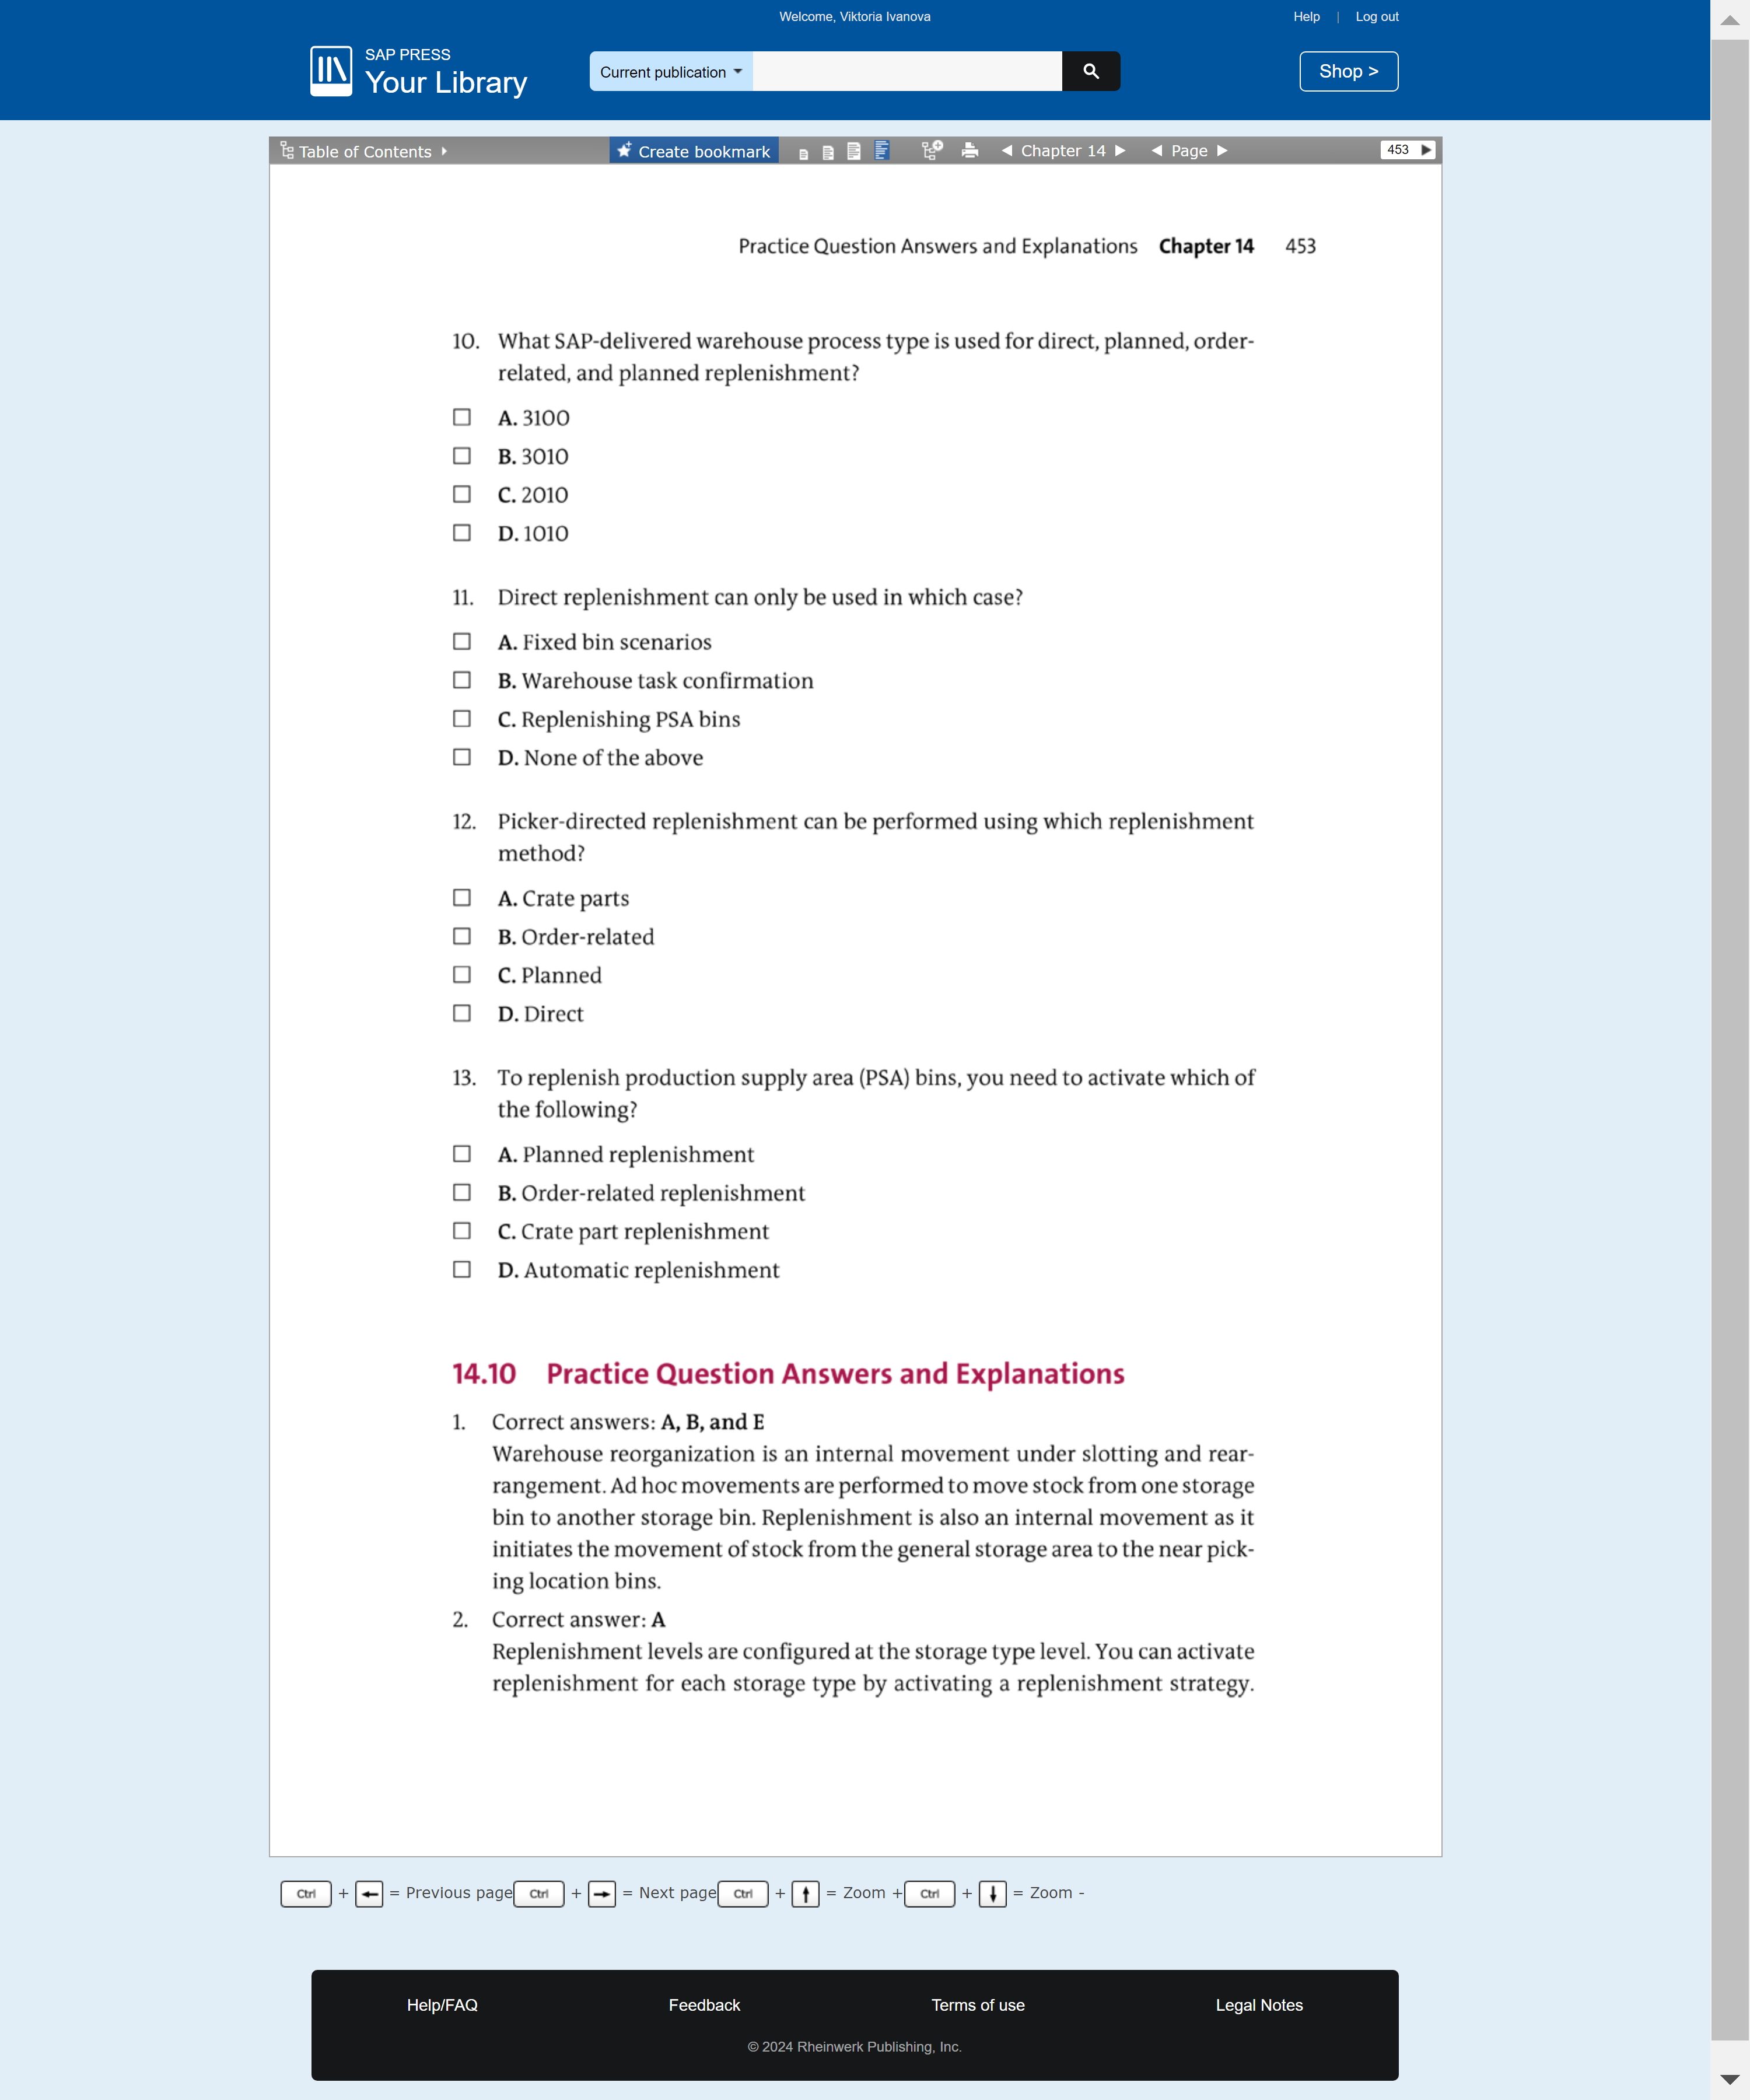 Welcome, Viktoria Ivanova
Help | Log out
SAP PRESS
Your Library
Current publication
Shop >
Table of Contents
Create bookmark
Chapter 14
Page
453
Practice Question Answers and Explanations Chapter 14 453
10. What SAP-delivered warehouse process type is used for direct, planned, order-
related, and planned replenishment?
A. 3100
B. 3010
C. 2010
D. 1010
11. Direct replenishment can only be used in which case?
A. Fixed bin scenarios
B. Warehouse task confirmation
C. Replenishing PSA bins
D. None of the above
12. Picker-directed replenishment can be performed using which replenishment
method?
A. Crate parts
B. Order-related
C. Planned
D. Direct
13. To replenish production supply area (PSA) bins, you need to activate which of
the following?
A. Planned replenishment
B. Order-related replenishment
C. Crate part replenishment
D. Automatic replenishment
14.10 Practice Question Answers and Explanations
1. Correct answers: A, B, and E
Warehouse reorganization is an internal movement under slotting and rear-
rangement. Ad hoc movements are performed to move stock from one storage
bin to another storage bin. Replenishment is also an internal movement as it
initiates the movement of stock from the general storage area to the near pick-
ing location bins.
2. Correct answer: A
Replenishment levels are configured at the storage type level. You can activate
replenishment for each storage type by activating a replenishment strategy.
Ctrl + ← = Previous page Ctrl + → = Next page Ctrl + ↑ = Zoom + Ctrl + ↓ = Zoom -
Help/FAQ
Feedback
Terms of use
Legal Notes
© 2024 Rheinwerk Publishing, Inc.